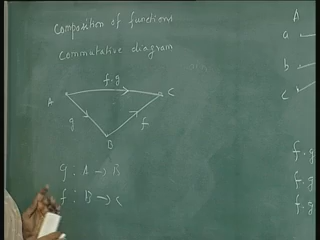 Composition of functions
Commutative diagram
f.g
A
C
g
f
B
g : A → B
f : B → C
A
a
b
c
f.g
f.g
f.g